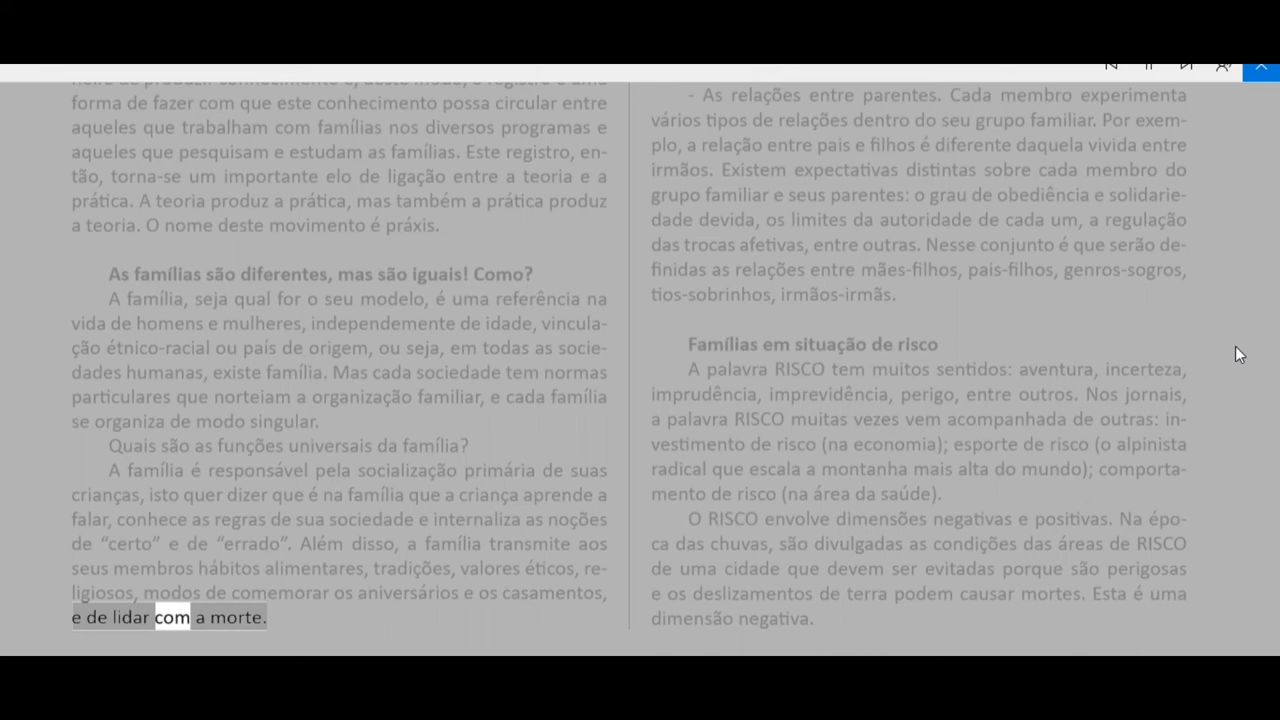 forma de fazer com que este conhecimento possa circular entre
aqueles que trabalham com famílias nos diversos programas e
aqueles que pesquisam e estudam as famílias. Este registro, en-
tão, torna-se um importante elo de ligação entre a teoria e a
prática. A teoria produz a prática, mas também a prática produz
a teoria. O nome deste movimento é práxis.
As famílias são diferentes, mas são iguais! Como?
A família, seja qual for o seu modelo, é uma referência na
vida de homens e mulheres, independemente de idade, vincula-
ção étnico-racial ou país de origem, ou seja, em todas as socie-
dades humanas, existe família. Mas cada sociedade tem normas
particulares que norteiam a organização familiar, e cada família
se organiza de modo singular.
Quais são as funções universais da família?
A família é responsável pela socialização primária de suas
crianças, isto quer dizer que é na família que a criança aprende a
falar, conhece as regras de sua sociedade e internaliza as noções
de “certo” e de “errado”. Além disso, a família transmite aos
seus membros hábitos alimentares, tradições, valores éticos, re-
ligiosos, modos de comemorar os aniversários e os casamentos,
e de lidar com a morte.
- As relações entre parentes. Cada membro experimenta
vários tipos de relações dentro do seu grupo familiar. Por exem-
plo, a relação entre pais e filhos é diferente daquela vivida entre
irmãos. Existem expectativas distintas sobre cada membro do
grupo familiar e seus parentes: o grau de obediência e solidarie-
dade devida, os limites da autoridade de cada um, a regulação
das trocas afetivas, entre outras. Nesse conjunto é que serão de-
finidas as relações entre mães-filhos, pais-filhos, genros-sogros,
tios-sobrinhos, irmãos-irmãs.
Famílias em situação de risco
A palavra RISCO tem muitos sentidos: aventura, incerteza,
imprudência, imprevidência, perigo, entre outros. Nos jornais,
a palavra RISCO muitas vezes vem acompanhada de outras: in-
vestimento de risco (na economia); esporte de risco (o alpinista
radical que escala a montanha mais alta do mundo); comporta-
mento de risco (na área da saúde).
O RISCO envolve dimensões negativas e positivas. Na épo-
ca das chuvas, são divulgadas as condições das áreas de RISCO
de uma cidade que devem ser evitadas porque são perigosas
e os deslizamentos de terra podem causar mortes. Esta é uma
dimensão negativa.